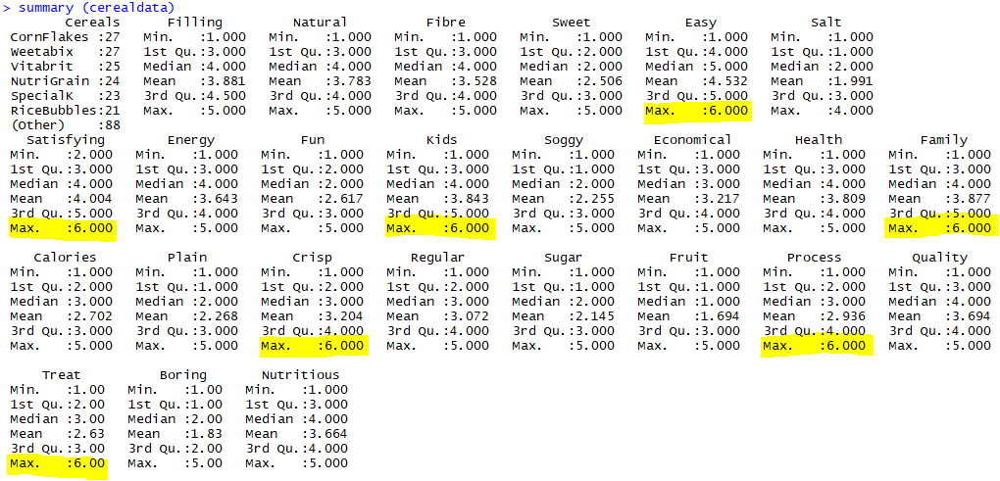 > summary (cerealdata)
Cereals Filling Natural Fibre Sweet Easy Salt
CornFlakes :27 Min. :1.000 Min. :1.000 Min. :1.000 Min. :1.000 Min. :1.000 Min. :1.000
Weetabix :27 1st Qu.:3.000 1st Qu.:3.000 1st Qu.:3.000 1st Qu.:2.000 1st Qu.:4.000 1st Qu.:1.000
Vitabrit :25 Median :4.000 Median :4.000 Median :4.000 Median :2.000 Median :5.000 Median :2.000
NutriGrain :24 Mean :3.881 Mean :3.783 Mean :3.528 Mean :2.506 Mean :4.532 Mean :1.991
SpecialK :23 3rd Qu.:4.500 3rd Qu.:4.000 3rd Qu.:4.000 3rd Qu.:3.000 3rd Qu.:5.000 3rd Qu.:3.000
RiceBubbles:21 Max. :5.000 Max. :5.000 Max. :5.000 Max. :5.000 Max. :6.000 Max. :4.000
(Other) :88
Satisfying Energy Fun Kids Soggy Economical Health Family
Min. :2.000 Min. :1.000 Min. :1.000 Min. :1.000 Min. :1.000 Min. :1.000 Min. :1.000 Min. :1.000
1st Qu.:3.000 1st Qu.:3.000 1st Qu.:2.000 1st Qu.:3.000 1st Qu.:1.000 1st Qu.:3.000 1st Qu.:3.000 1st Qu.:3.000
Median :4.000 Median :4.000 Median :2.000 Median :4.000 Median :2.000 Median :3.000 Median :4.000 Median :4.000
Mean :4.004 Mean :3.643 Mean :2.617 Mean :3.843 Mean :2.255 Mean :3.217 Mean :3.809 Mean :3.877
3rd Qu.:5.000 3rd Qu.:4.000 3rd Qu.:3.000 3rd Qu.:5.000 3rd Qu.:3.000 3rd Qu.:4.000 3rd Qu.:4.000 3rd Qu.:5.000
Max. :6.000 Max. :5.000 Max. :5.000 Max. :6.000 Max. :5.000 Max. :5.000 Max. :5.000 Max. :6.000
Calories Plain Crisp Regular Sugar Fruit Process Quality
Min. :1.000 Min. :1.000 Min. :1.000 Min. :1.000 Min. :1.000 Min. :1.000 Min. :1.000 Min. :1.000
1st Qu.:2.000 1st Qu.:1.000 1st Qu.:2.000 1st Qu.:2.000 1st Qu.:1.000 1st Qu.:1.000 1st Qu.:2.000 1st Qu.:3.000
Median :3.000 Median :2.000 Median :3.000 Median :3.000 Median :2.000 Median :1.000 Median :3.000 Median :4.000
Mean :2.702 Mean :2.268 Mean :3.204 Mean :3.072 Mean :2.145 Mean :1.694 Mean :2.936 Mean :3.694
3rd Qu.:3.000 3rd Qu.:3.000 3rd Qu.:4.000 3rd Qu.:4.000 3rd Qu.:3.000 3rd Qu.:2.000 3rd Qu.:4.000 3rd Qu.:4.000
Max. :5.000 Max. :5.000 Max. :6.000 Max. :5.000 Max. :5.000 Max. :5.000 Max. :6.000 Max. :5.000
Treat Boring Nutritious
Min. :1.00 Min. :1.00 Min. :1.000
1st Qu.:2.00 1st Qu.:1.00 1st Qu.:3.000
Median :3.00 Median :2.00 Median :4.000
Mean :2.63 Mean :1.83 Mean :3.664
3rd Qu.:3.00 3rd Qu.:2.00 3rd Qu.:4.000
Max. :6.00 Max. :5.00 Max. :5.000